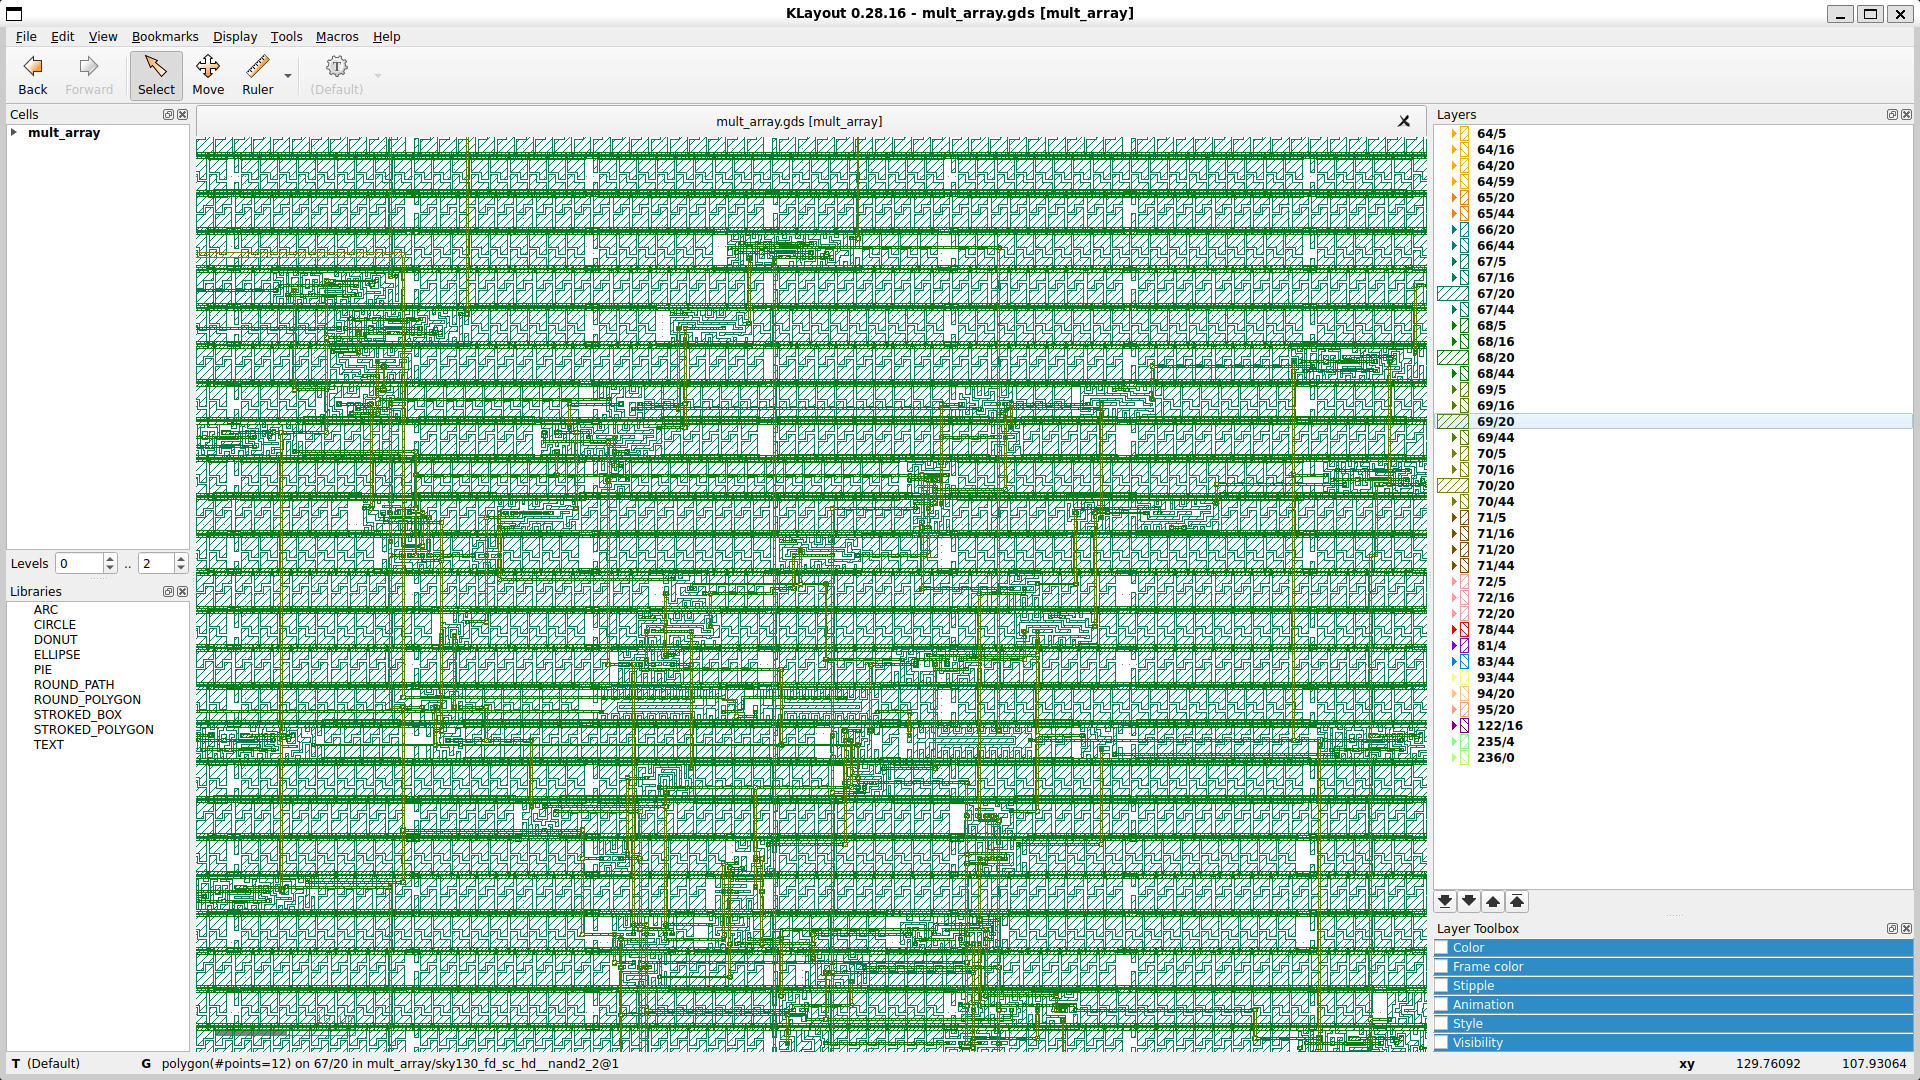 KLayout 0.28.16 - mult_array.gds [mult_array]
File Edit View Bookmarks Display Tools Macros Help
Back Forward Select Move Ruler (Default)
Cells
mult_array
Levels 0 .. 2
Libraries
ARC
CIRCLE
DONUT
ELLIPSE
PIE
ROUND_PATH
ROUND_POLYGON
STROKED_BOX
STROKED_POLYGON
TEXT
mult_array.gds [mult_array]
Layers
64/5
64/16
64/20
64/59
65/20
65/44
66/20
66/44
67/5
67/16
67/20
67/44
68/5
68/16
68/20
68/44
69/5
69/16
69/20
69/44
70/5
70/16
70/20
70/44
71/5
71/16
71/20
71/44
72/5
72/16
72/20
78/44
81/4
83/44
93/44
94/20
95/20
122/16
235/4
236/0
Layer Toolbox
Color
Frame color
Stipple
Animation
Style
Visibility
T (Default) G polygon(#points=12) on 67/20 in mult_array/sky130_fd_sc_hd__nand2_2@1 xy 129.76092 107.93064